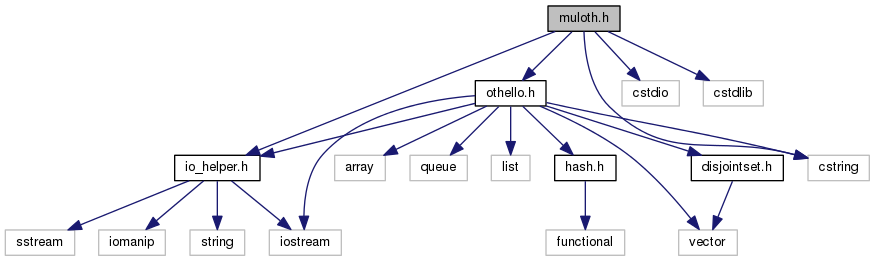 muloth.h
othello.h
cstdio
cstdlib
io_helper.h
array
queue
list
hash.h
disjointset.h
cstring
sstream
iomanip
string
iostream
functional
vector